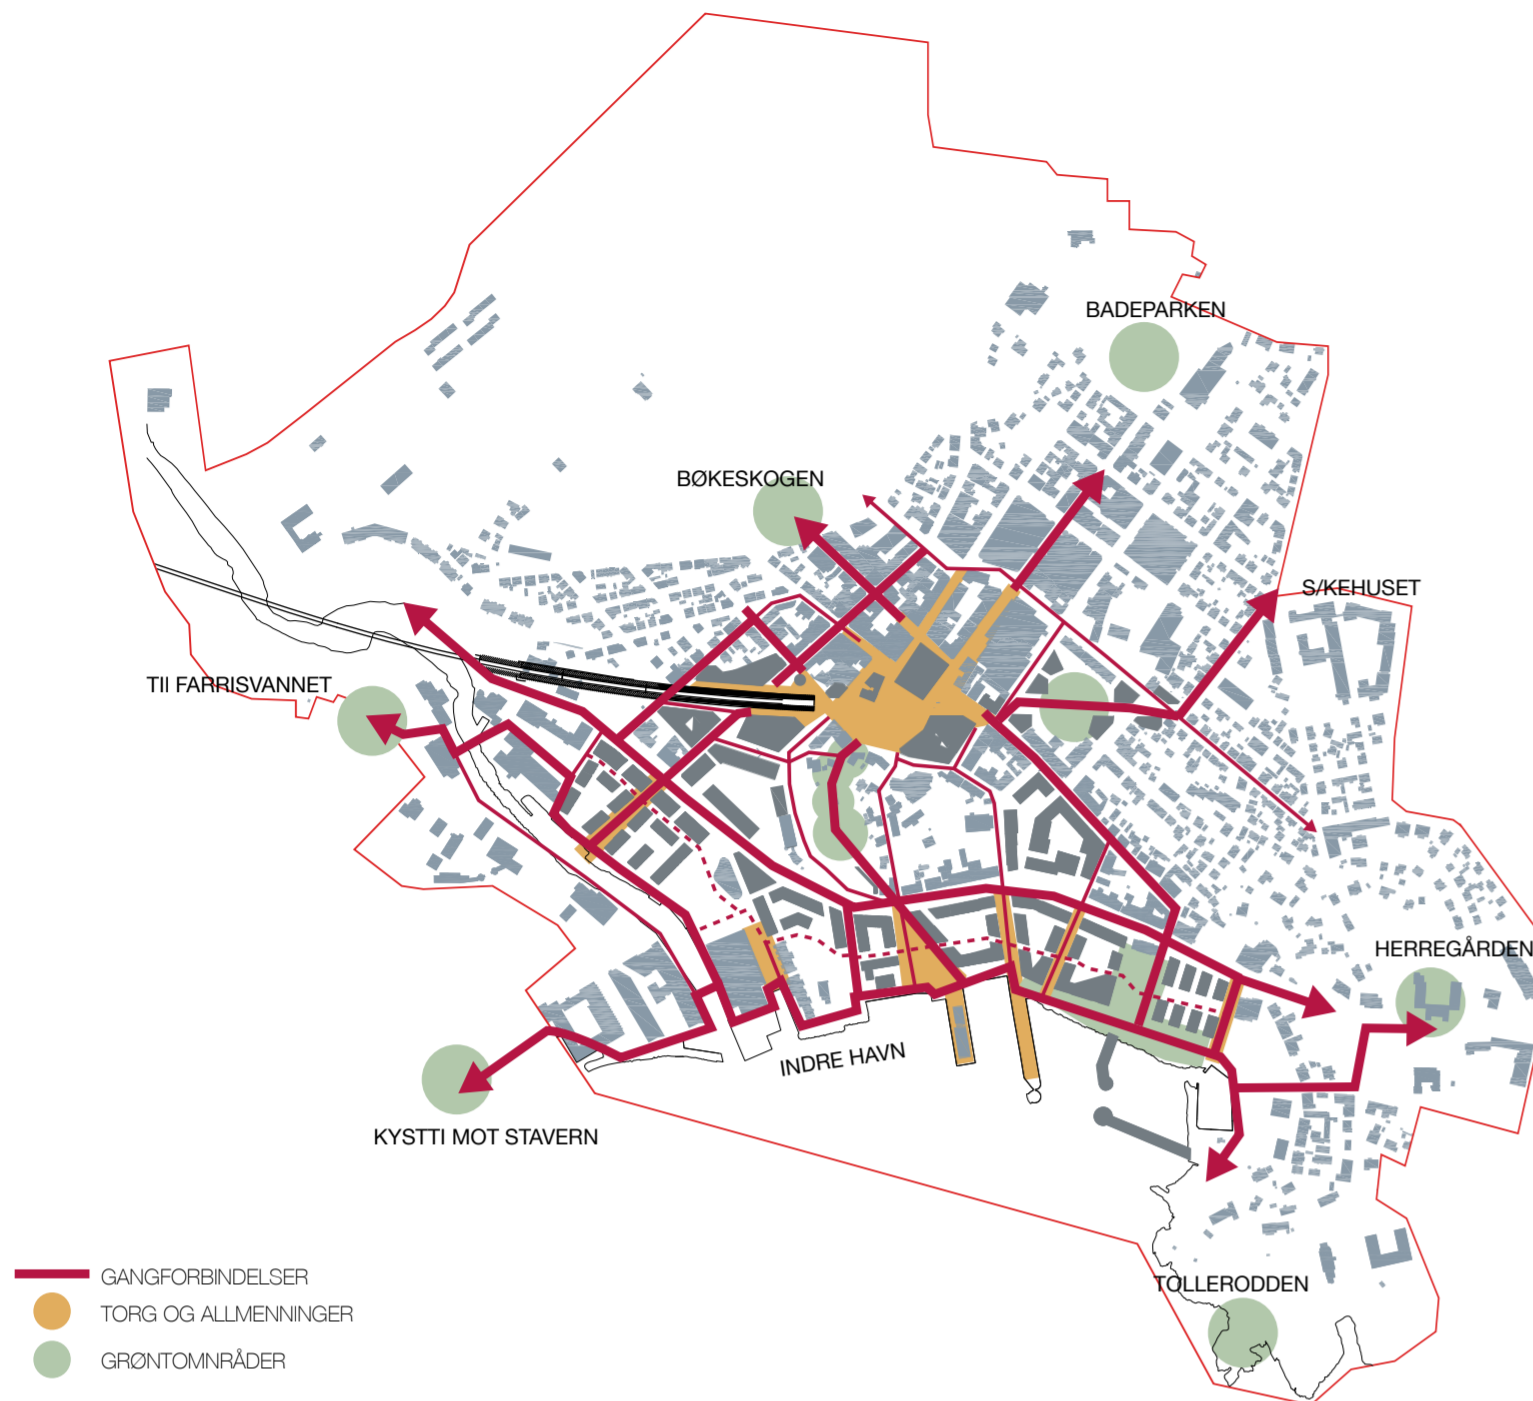 BADEPARKEN
BØKESKOGEN
S/KEHUSET
TII FARRISVANNET
HERREGÅRDEN
INDRE HAVN
KYSTTI MOT STAVERN
TOLLERODDEN
GANGFORBINDELSER
TORG OG ALLMENNINGER
GRØNTOMNRÅDER